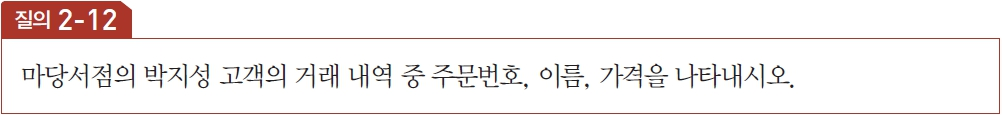 질의 2-12
마당서점의 박지성 고객의 거래 내역 중 주문번호, 이름, 가격을 나타내시오.